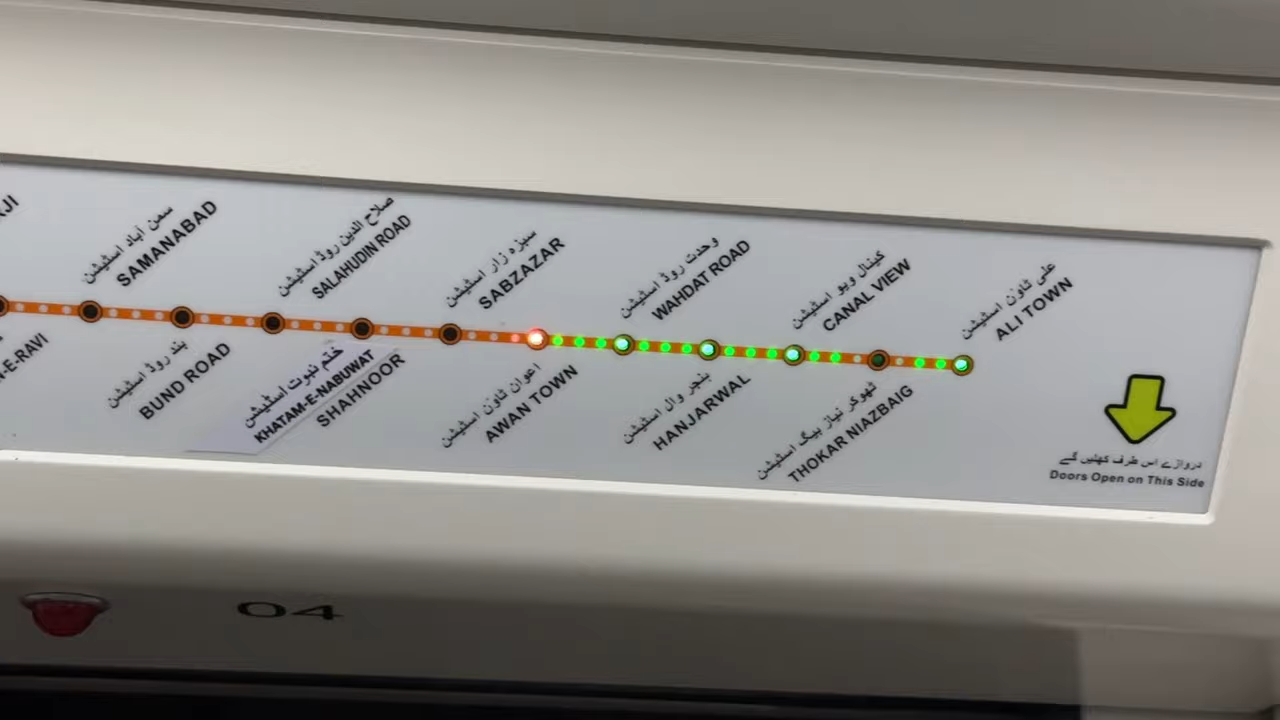 سمن آباد اسٹیشن
SAMANABAD
صلاح الدین روڈ اسٹیشن
SALAHUDIN ROAD
سبزہ زار اسٹیشن
SABZAZAR
وحدت روڈ اسٹیشن
WAHDAT ROAD
کینال ویو اسٹیشن
CANAL VIEW
علی ٹاؤن اسٹیشن
ALI TOWN
بند روڈ اسٹیشن
BUND ROAD
ختم نبوت اسٹیشن
KHATAM-E-NABUWAT
SHAHNOOR
اعوان ٹاؤن اسٹیشن
AWAN TOWN
ہنجر وال اسٹیشن
HANJARWAL
ٹھوکر نیاز بیگ اسٹیشن
THOKAR NIAZBAIG
دروازے اس طرف کھلیں گے
Doors Open on This Side
04